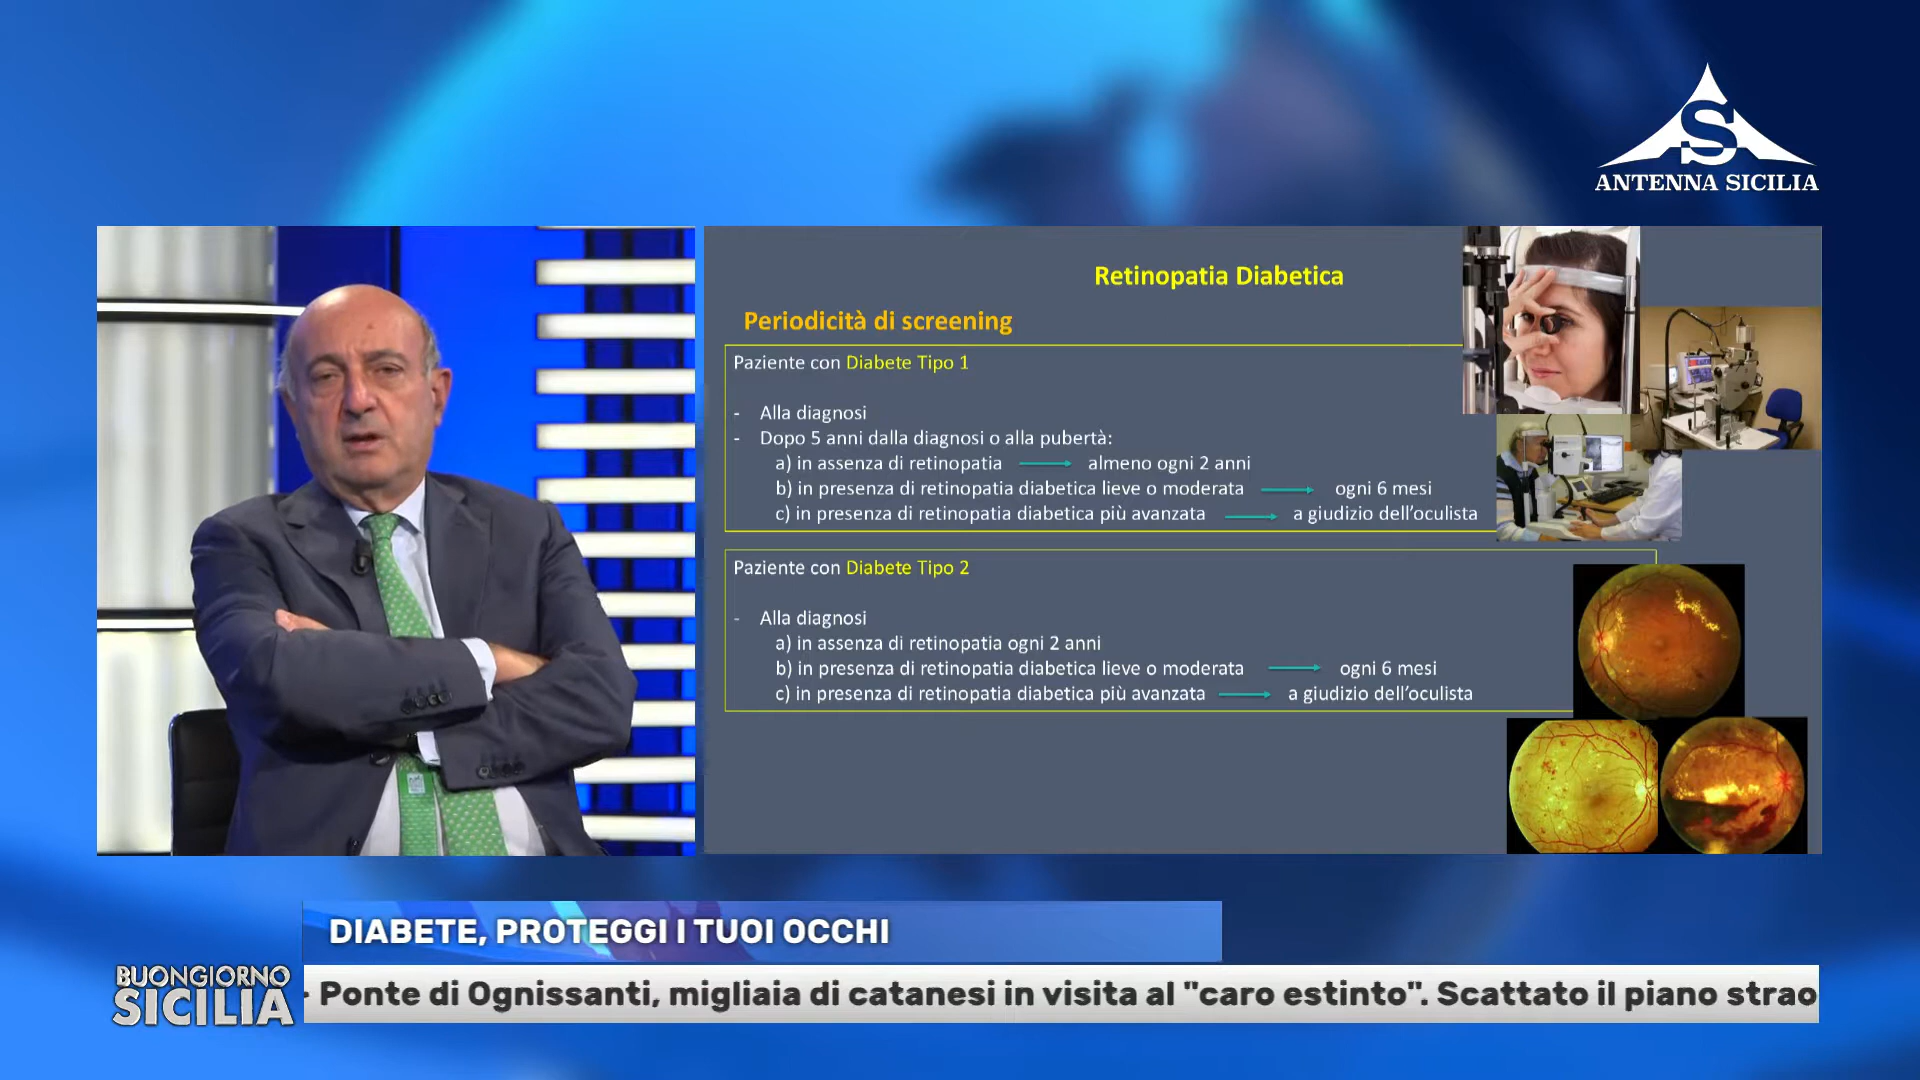 S
ANTENNA SICILIA
Retinopatia Diabetica
Periodicità di screening
Paziente con Diabete Tipo 1
- Alla diagnosi
- Dopo 5 anni dalla diagnosi o alla pubertà:
a) in assenza di retinopatia almeno ogni 2 anni
b) in presenza di retinopatia diabetica lieve o moderata ogni 6 mesi
c) in presenza di retinopatia diabetica più avanzata a giudizio dell'oculista
Paziente con Diabete Tipo 2
- Alla diagnosi
a) in assenza di retinopatia ogni 2 anni
b) in presenza di retinopatia diabetica lieve o moderata ogni 6 mesi
c) in presenza di retinopatia diabetica più avanzata a giudizio dell'oculista
DIABETE, PROTEGGI I TUOI OCCHI
BUONGIORNO
SICILIA
- Ponte di Ognissanti, migliaia di catanesi in visita al "caro estinto". Scattato il piano strao